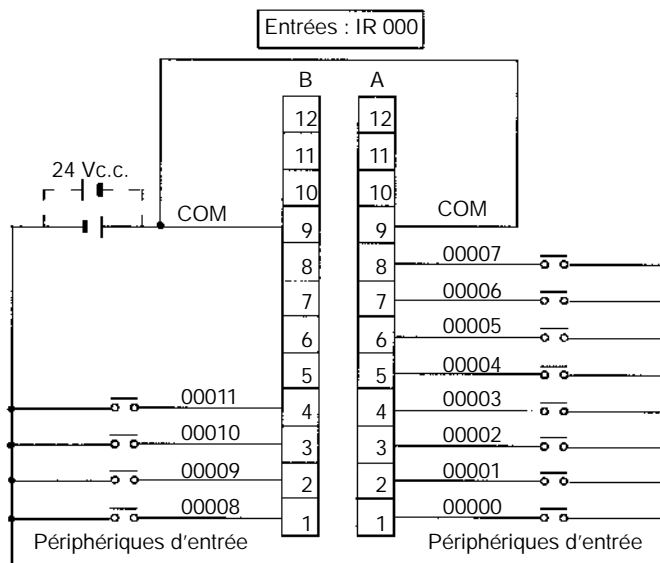 Entrées : IR 000
B A
12 12
11 11
24 Vc.c.
10 10
COM 9 9 COM
8 8 00007
7 7 00006
6 6 00005
5 5 00004
00011 4 4 00003
00010 3 3 00002
00009 2 2 00001
00008 1 1 00000
Périphériques d'entrée Périphériques d'entrée